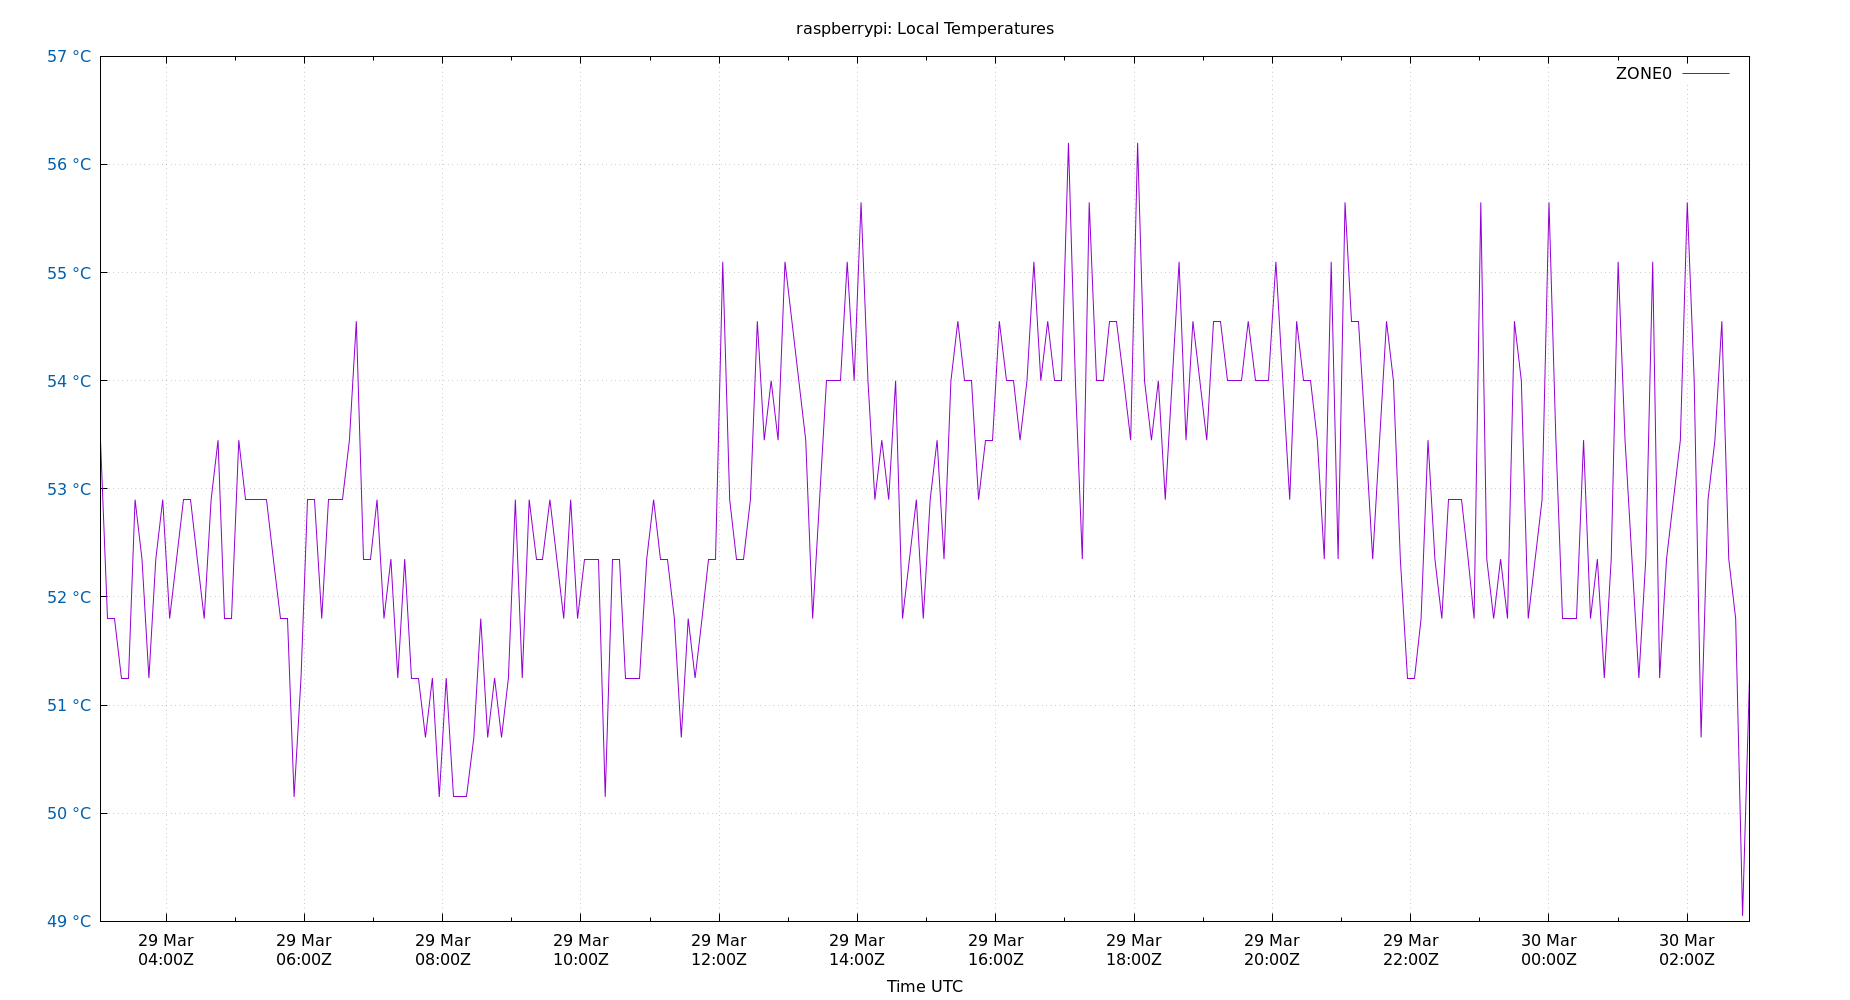 raspberrypi: Local Temperatures
57 °C
ZONE0
56 °C
55 °C
54 °C
53 °C
52 °C
51 °C
50 °C
49 °C
29 Mar 29 Mar 29 Mar 29 Mar 29 Mar 29 Mar 29 Mar 29 Mar 29 Mar 29 Mar 30 Mar 30 Mar
04:00Z 06:00Z 08:00Z 10:00Z 12:00Z 14:00Z 16:00Z 18:00Z 20:00Z 22:00Z 00:00Z 02:00Z
Time UTC